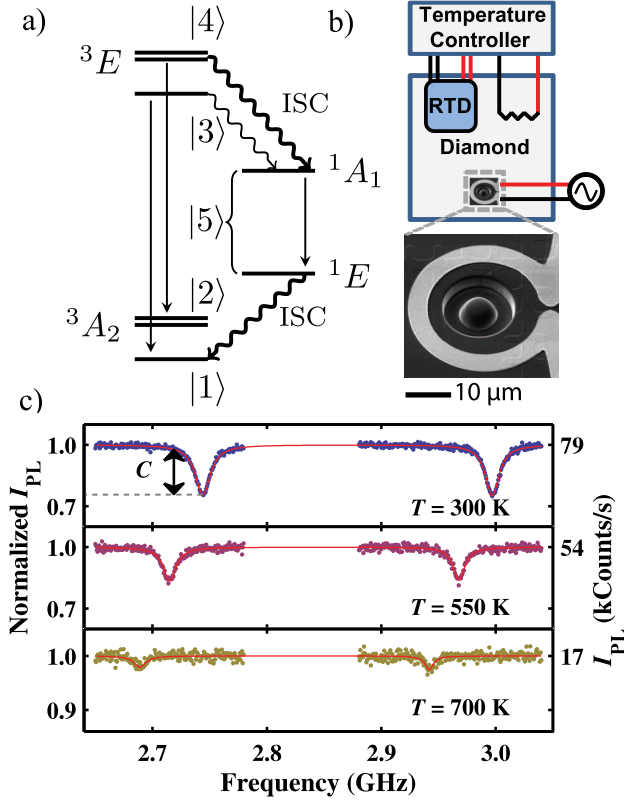 a)
|4⟩
³E
ISC
|3⟩
¹A₁
|5⟩
|2⟩
¹E
³A₂
ISC
|1⟩
b)
Temperature
Controller
RTD
Diamond
10 µm
c)
Normalized I_PL
1.0
0.7
C
T = 300 K
79
1.0
0.7
T = 550 K
54
1.0
0.9
T = 700 K
17
I_PL (kCounts/s)
2.7
2.8
2.9
3.0
Frequency (GHz)